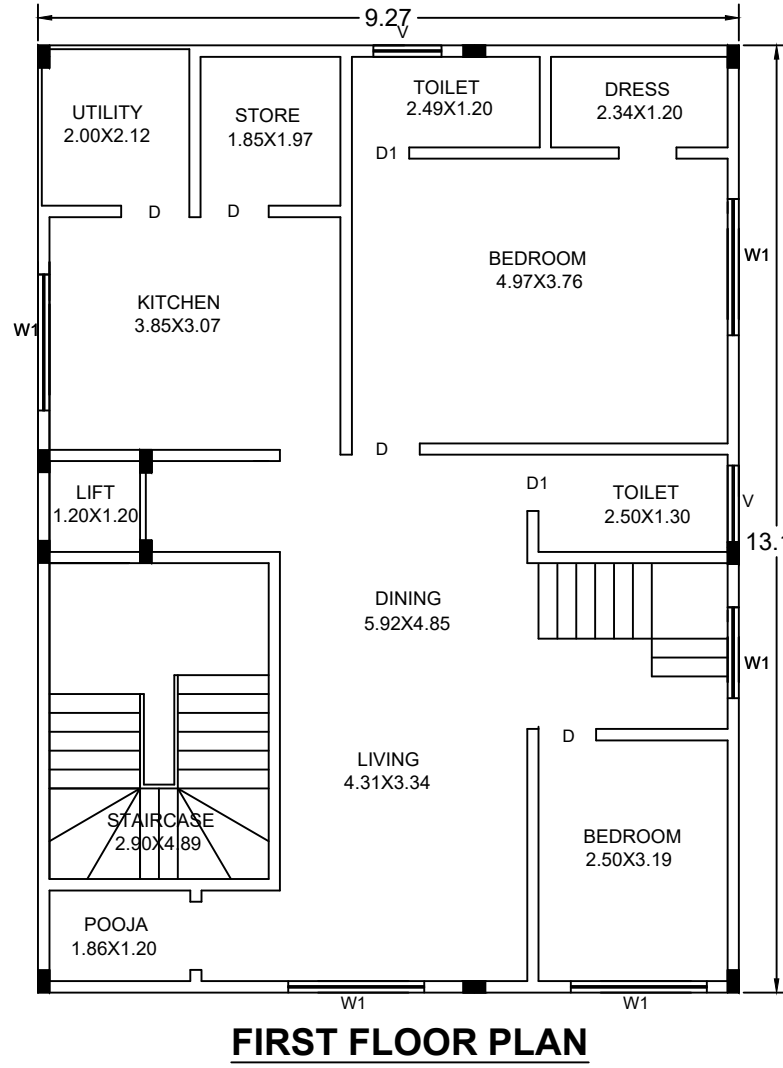 9.27
V
UTILITY
2.00X2.12
STORE
1.85X1.97
TOILET
2.49X1.20
DRESS
2.34X1.20
D1
D
D
BEDROOM
4.97X3.76
W1
KITCHEN
3.85X3.07
W1
D
LIFT
1.20X1.20
D1
TOILET
2.50X1.30
V
13.1
DINING
5.92X4.85
W1
D
LIVING
4.31X3.34
STAIRCASE
2.90X4.89
BEDROOM
2.50X3.19
POOJA
1.86X1.20
W1
W1
FIRST FLOOR PLAN